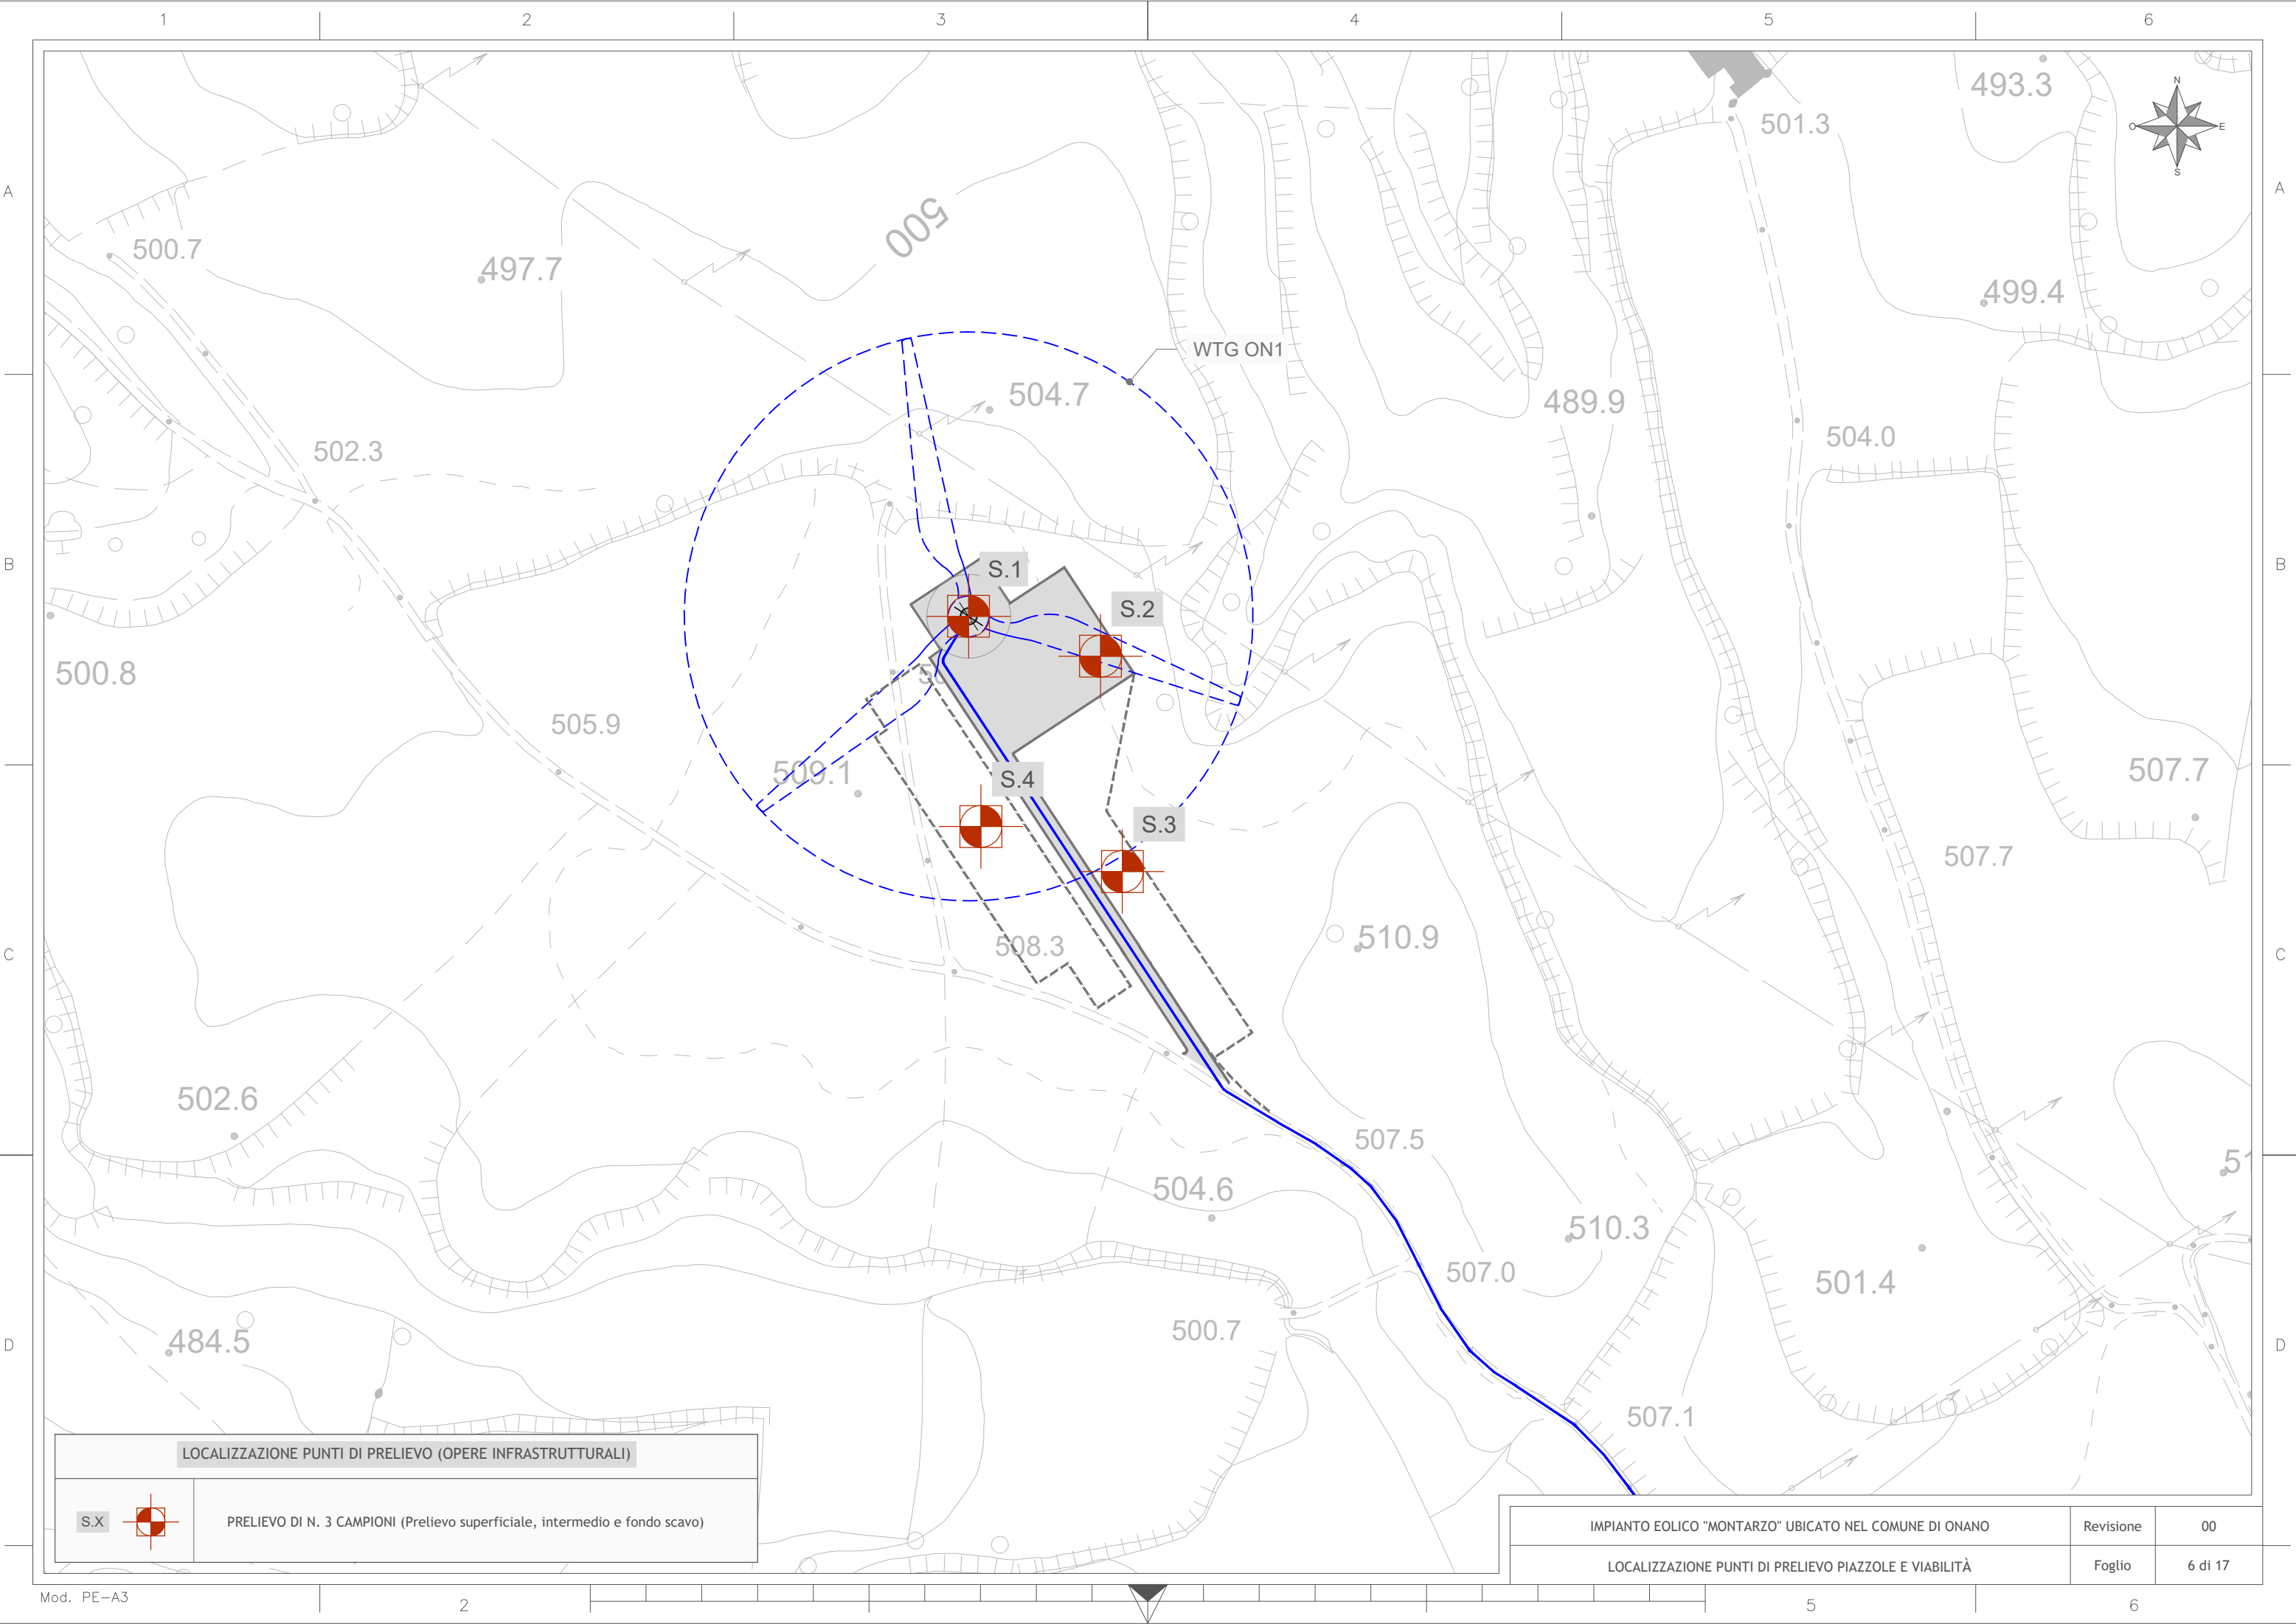 1
2
3
4
5
6
A
A
493.3
501.3
N
O
E
S
500
500.7
497.7
499.4
WTG ON1
504.7
489.9
502.3
504.0
B
B
S.1
S.2
500.8
505.9
509.1
S.4
507.7
S.3
507.7
C
C
508.3
510.9
502.6
507.5
504.6
510.3
507.0
501.4
500.7
484.5
D
D
507.1
LOCALIZZAZIONE PUNTI DI PRELIEVO (OPERE INFRASTRUTTURALI)
S.X
PRELIEVO DI N. 3 CAMPIONI (Prelievo superficiale, intermedio e fondo scavo)
IMPIANTO EOLICO "MONTARZO" UBICATO NEL COMUNE DI ONANO
Revisione
00
LOCALIZZAZIONE PUNTI DI PRELIEVO PIAZZOLE E VIABILITÀ
Foglio
6 di 17
Mod. PE-A3
2
5
6